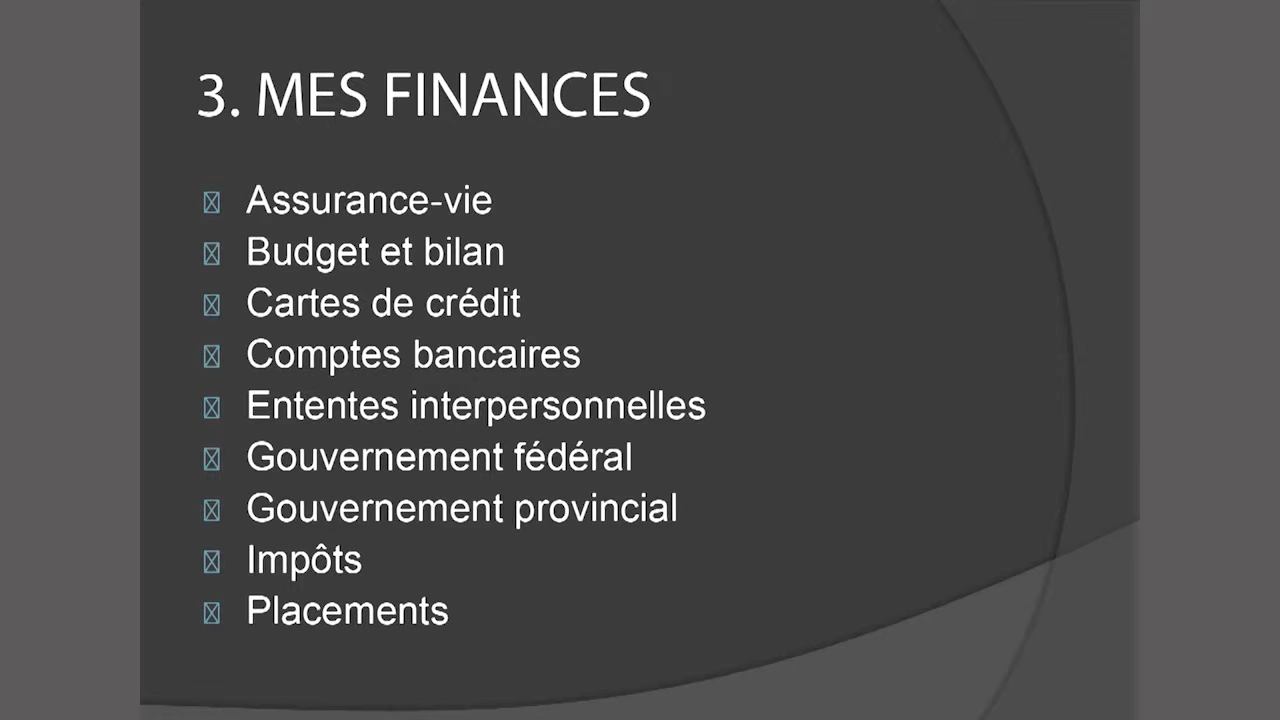 3. MES FINANCES
Assurance-vie
Budget et bilan
Cartes de crédit
Comptes bancaires
Ententes interpersonnelles
Gouvernement fédéral
Gouvernement provincial
Impôts
Placements